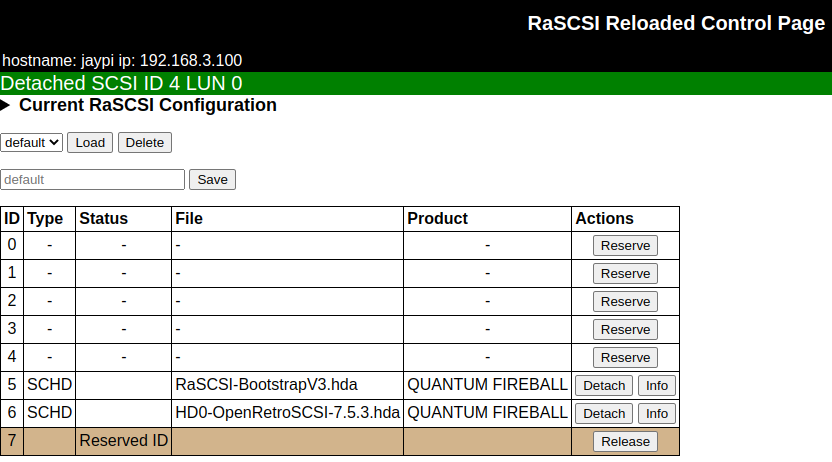 RaSCSI Reloaded Control Page
hostname: jaypi ip: 192.168.3.100
Detached SCSI ID 4 LUN 0
Current RaSCSI Configuration
default Load Delete
default Save
ID Type Status File Product Actions
0 - - - - Reserve
1 - - - - Reserve
2 - - - - Reserve
3 - - - - Reserve
4 - - - - Reserve
5 SCHD RaSCSI-BootstrapV3.hda QUANTUM FIREBALL Detach Info
6 SCHD HD0-OpenRetroSCSI-7.5.3.hda QUANTUM FIREBALL Detach Info
7 Reserved ID Release